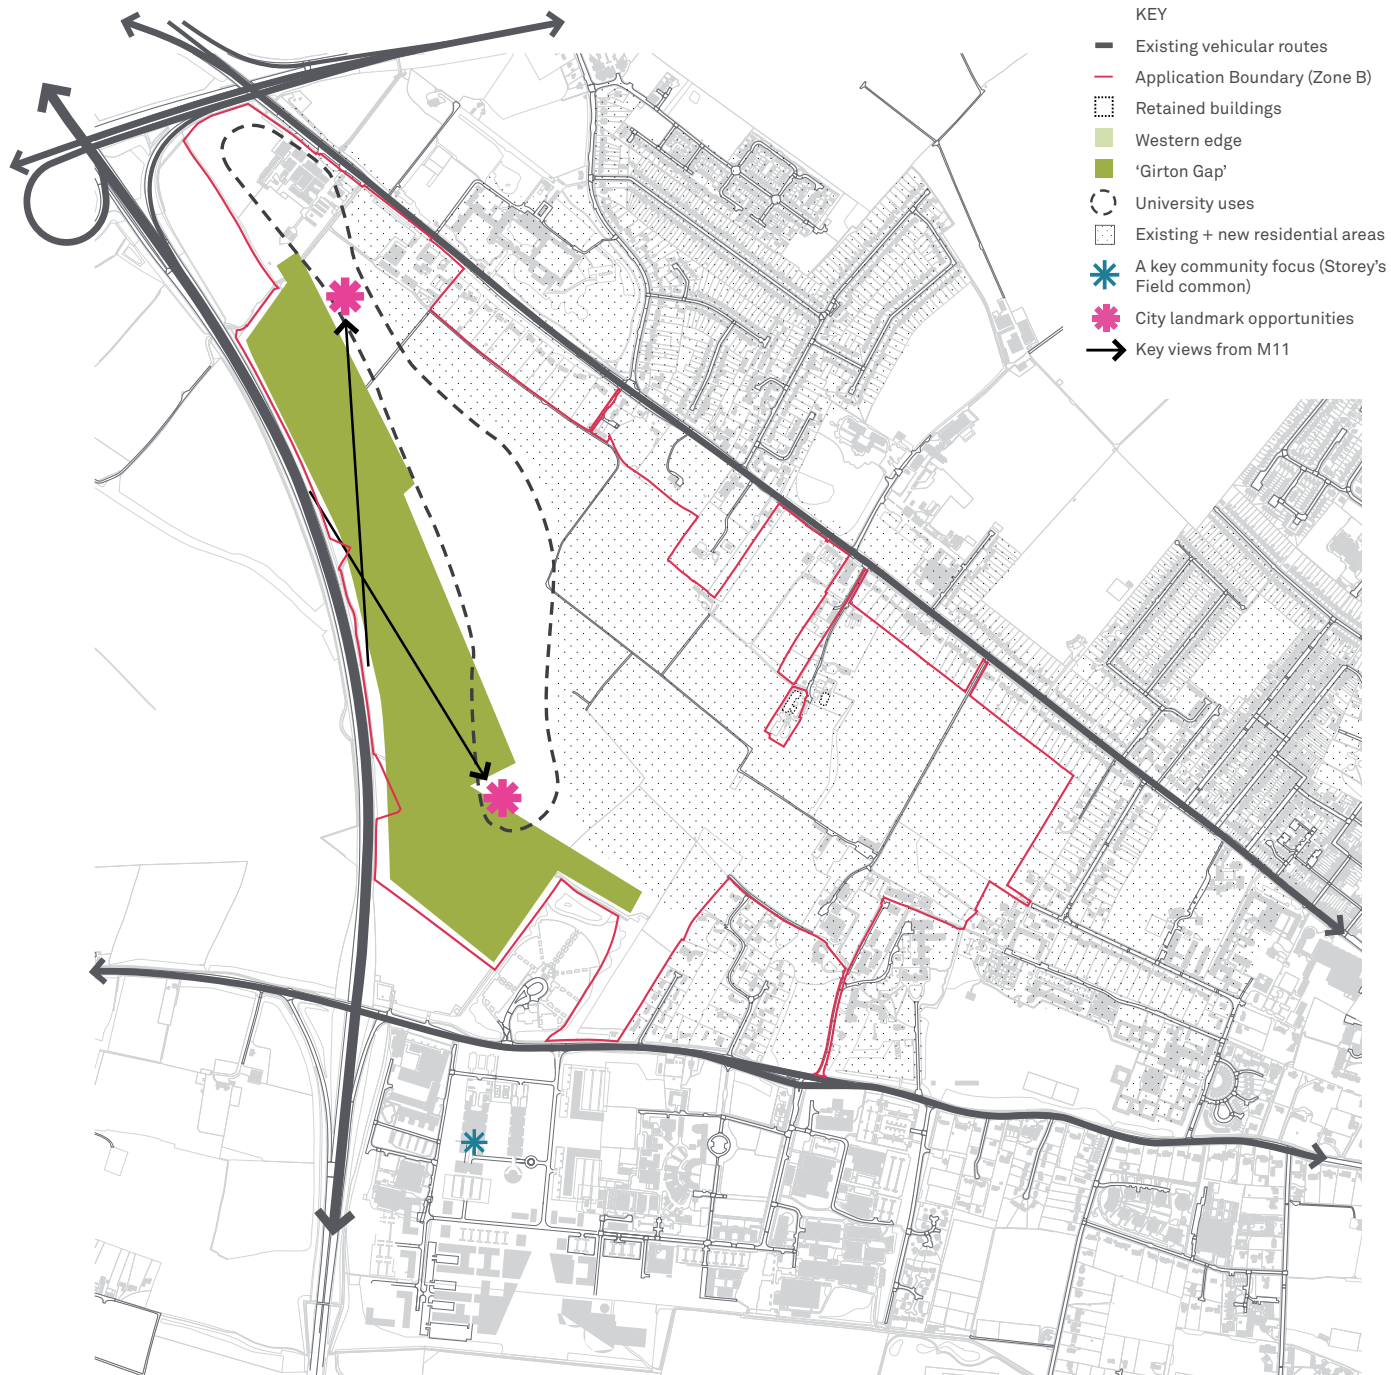 KEY
Existing vehicular routes
Application Boundary (Zone B)
Retained buildings
Western edge
‘Girton Gap’
University uses
Existing + new residential areas
A key community focus (Storey’s
Field common)
City landmark opportunities
Key views from M11